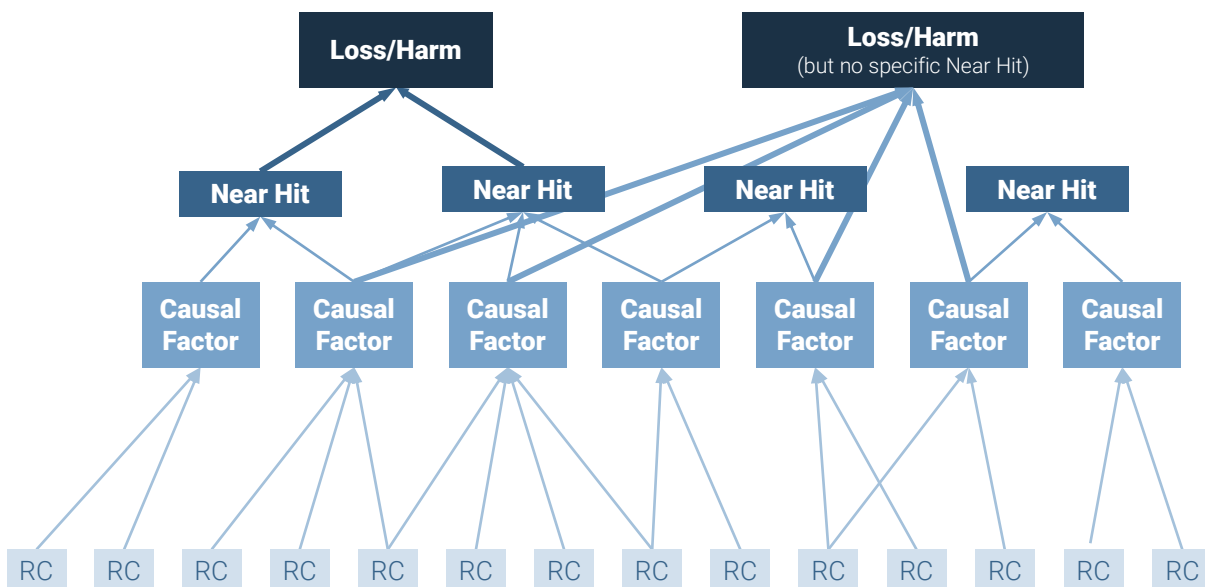 Loss/Harm
Loss/Harm
(but no specific Near Hit)
Near Hit
Near Hit
Near Hit
Near Hit
Causal
Factor
Causal
Factor
Causal
Factor
Causal
Factor
Causal
Factor
Causal
Factor
Causal
Factor
RC
RC
RC
RC
RC
RC
RC
RC
RC
RC
RC
RC
RC
RC